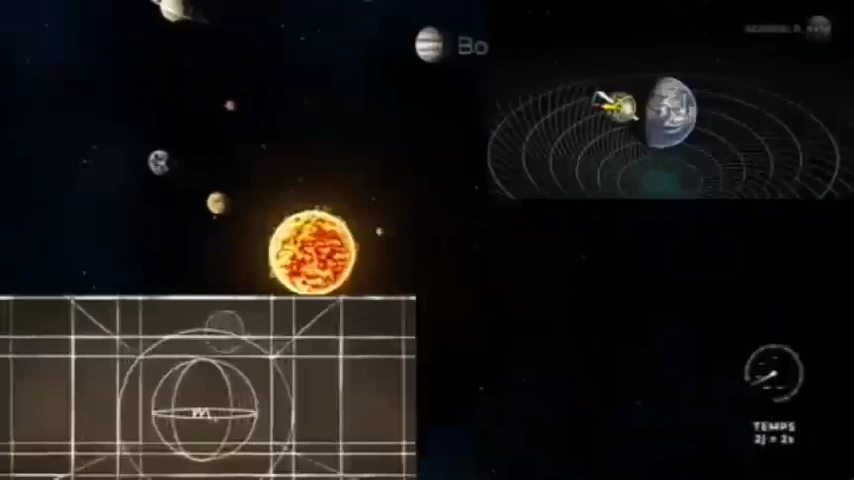 Bo
m
TEMPS
2j = 2s